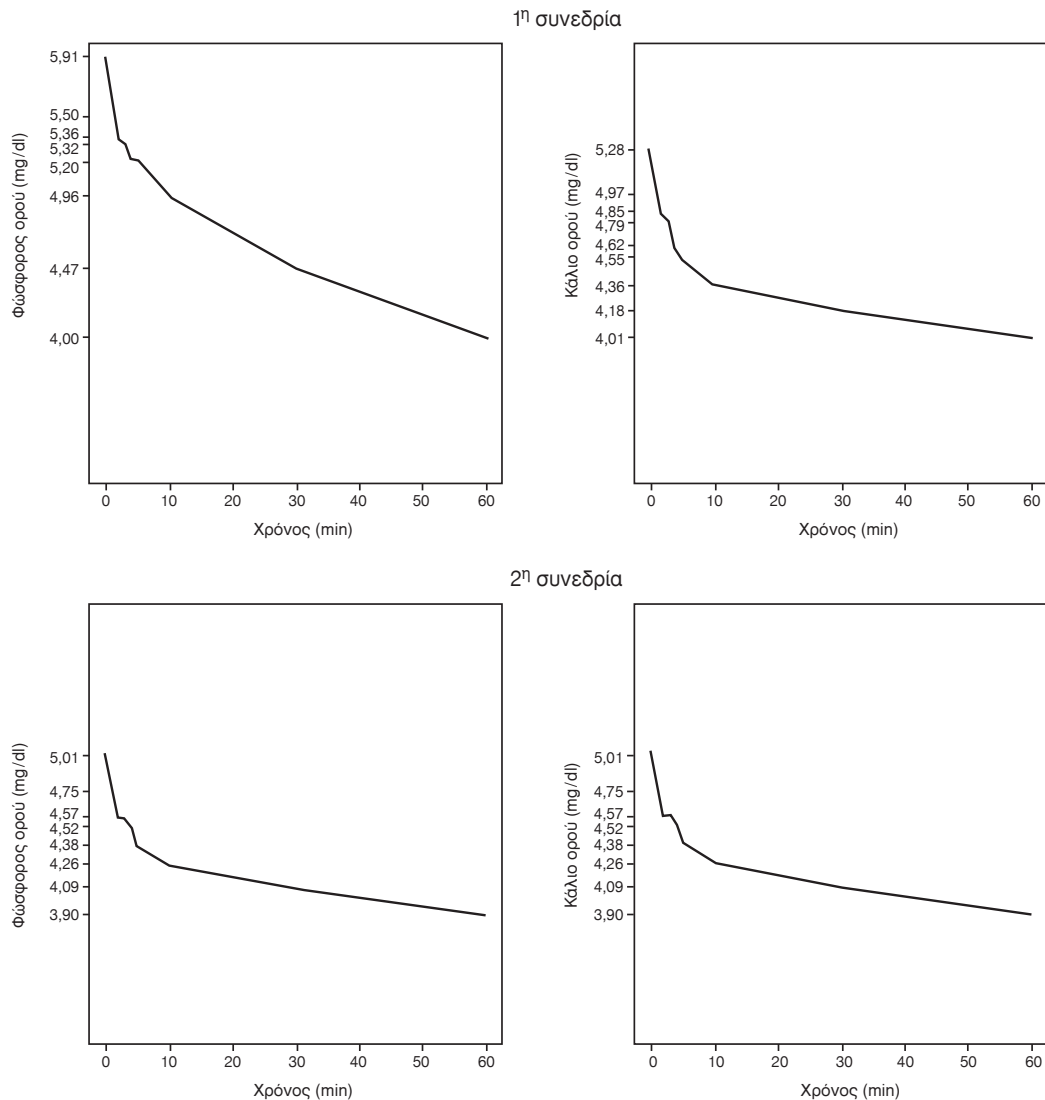 1η συνεδρία
Φώσφορος ορού (mg/dl)
5,91
5,50
5,36
5,32
5,20
4,96
4,47
4,00
0 10 20 30 40 50 60
Χρόνος (min)
Κάλιο ορού (mg/dl)
5,28
4,97
4,85
4,79
4,62
4,55
4,36
4,18
4,01
0 10 20 30 40 50 60
Χρόνος (min)
2η συνεδρία
Φώσφορος ορού (mg/dl)
5,01
4,75
4,57
4,52
4,38
4,26
4,09
3,90
0 10 20 30 40 50 60
Χρόνος (min)
Κάλιο ορού (mg/dl)
5,01
4,75
4,57
4,52
4,38
4,26
4,09
3,90
0 10 20 30 40 50 60
Χρόνος (min)